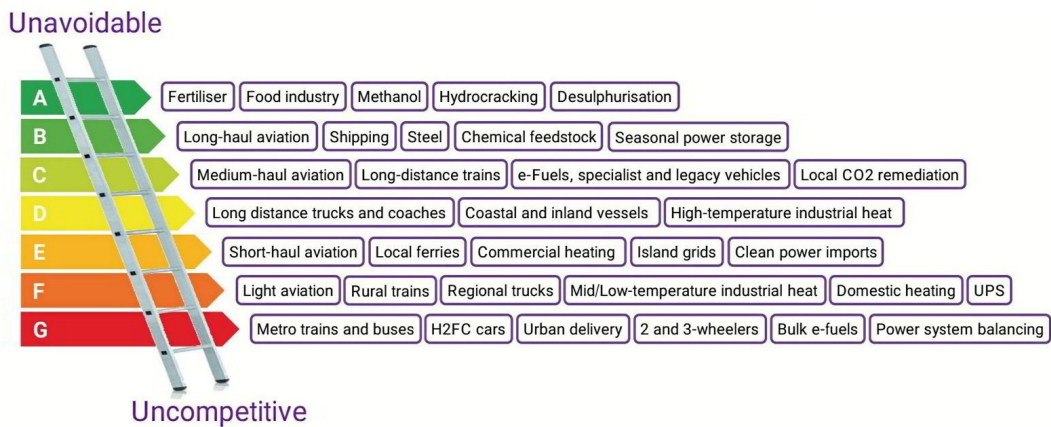 Unavoidable
A Fertiliser Food industry Methanol Hydrocracking Desulphurisation
B Long-haul aviation Shipping Steel Chemical feedstock Seasonal power storage
C Medium-haul aviation Long-distance trains e-Fuels, specialist and legacy vehicles Local CO2 remediation
D Long distance trucks and coaches Coastal and inland vessels High-temperature industrial heat
E Short-haul aviation Local ferries Commercial heating Island grids Clean power imports
F Light aviation Rural trains Regional trucks Mid/Low-temperature industrial heat Domestic heating UPS
G Metro trains and buses H2FC cars Urban delivery 2 and 3-wheelers Bulk e-fuels Power system balancing
Uncompetitive